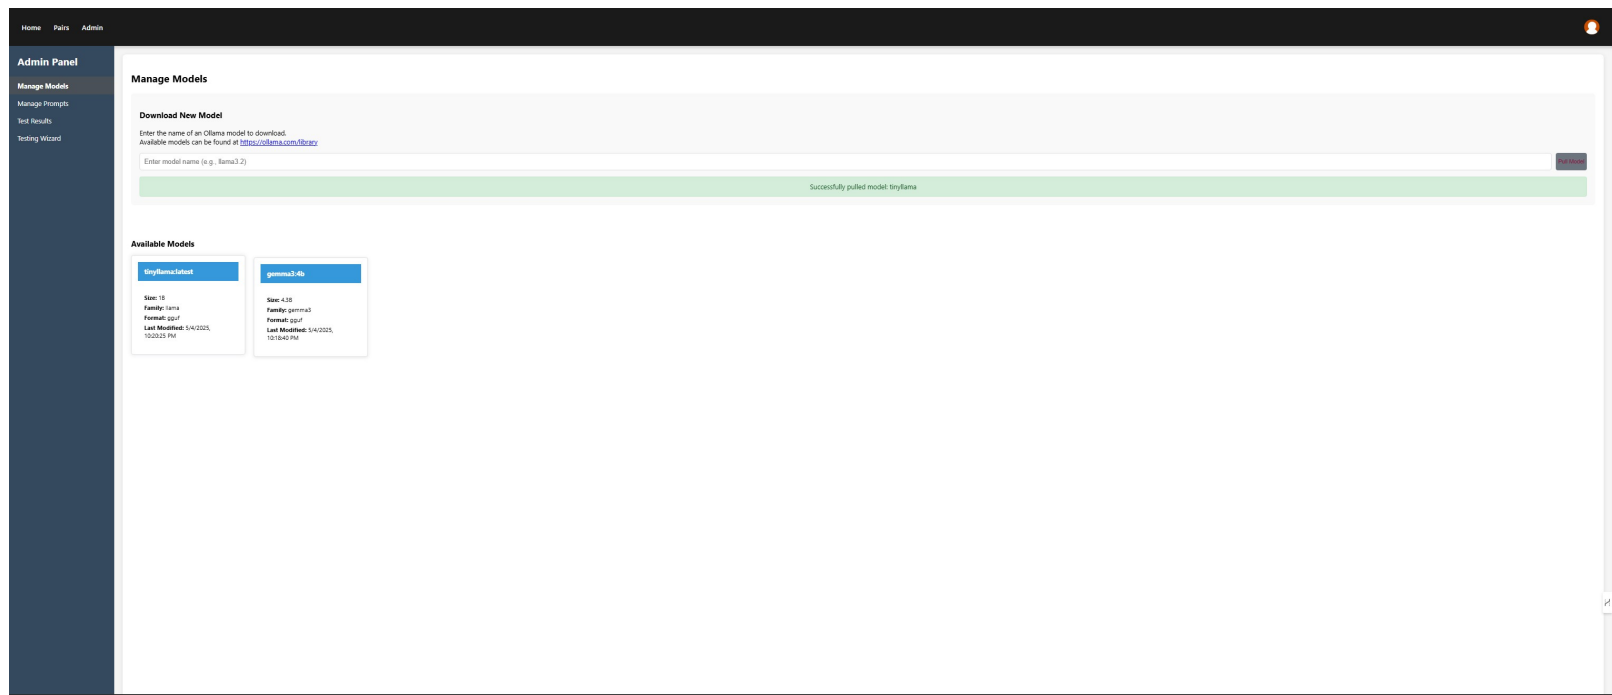 Home Pairs Admin
Admin Panel
Manage Models
Manage Prompts
Test Results
Testing Wizard
Manage Models
Download New Model
Enter the name of an Ollama model to download.
Available models can be found at https://ollama.com/library
Enter model name (e.g., llama3.2)
Pull Model
Successfully pulled model: tinyllama
Available Models
tinyllama:latest
Size: 1B
Family: llama
Format: gguf
Last Modified: 5/4/2025,
10:20:25 PM
gemma3:4b
Size: 4.3B
Family: gemma3
Format: gguf
Last Modified: 5/4/2025,
10:18:40 PM